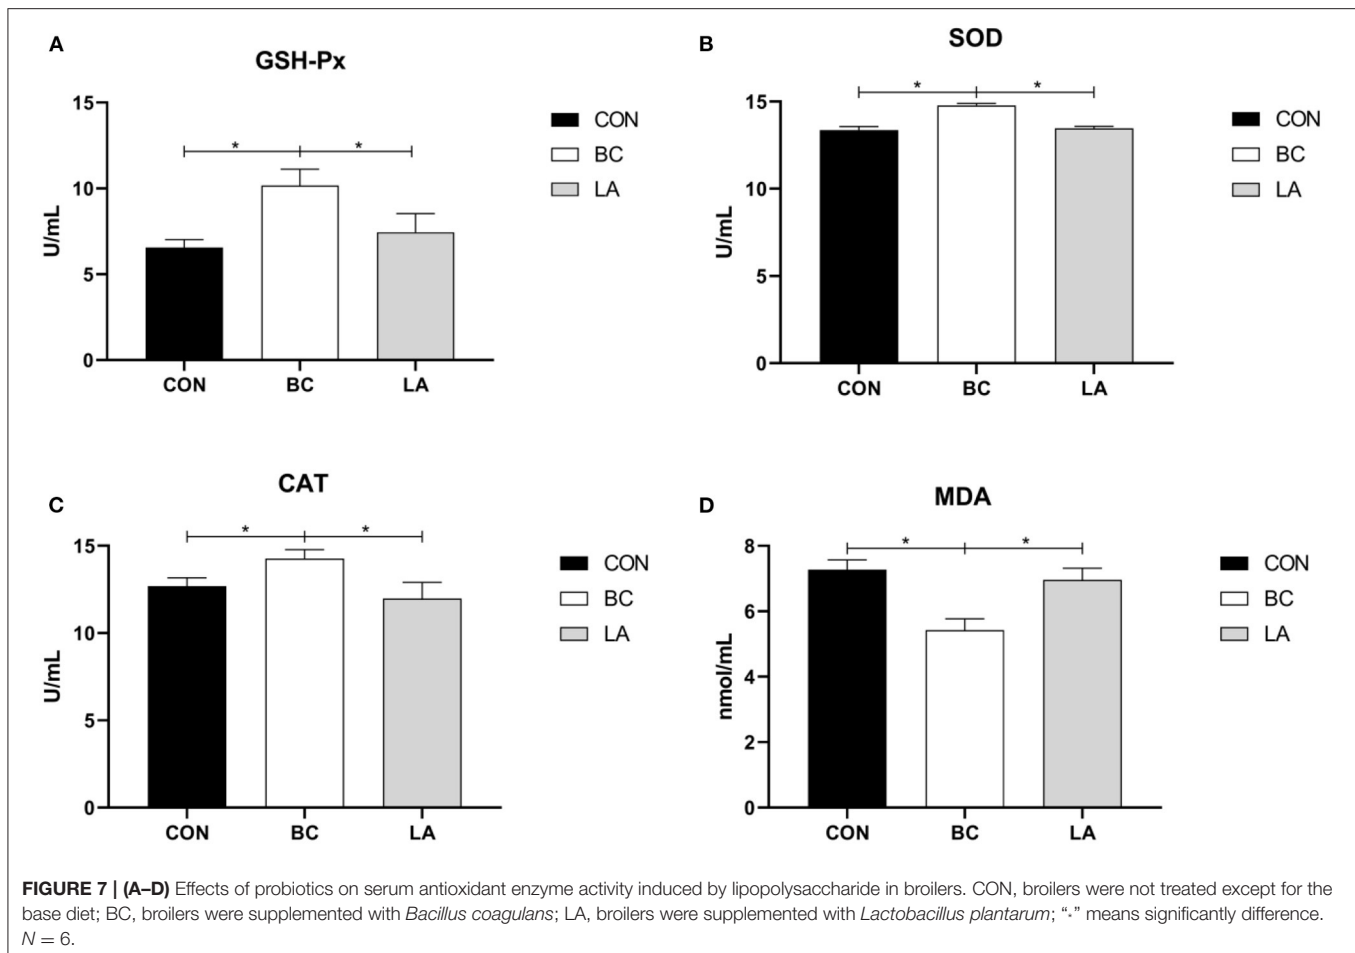 A
GSH-Px
15
10
5
0
U/mL
*
*
CON
BC
LA
CON
BC
LA
B
SOD
15
10
5
0
U/mL
*
*
CON
BC
LA
CON
BC
LA
C
CAT
15
10
5
0
U/mL
*
*
CON
BC
LA
CON
BC
LA
D
MDA
8
6
4
2
0
nmol/mL
*
*
CON
BC
LA
CON
BC
LA
FIGURE 7 | (A–D) Effects of probiotics on serum antioxidant enzyme activity induced by lipopolysaccharide in broilers. CON, broilers were not treated except for the
base diet; BC, broilers were supplemented with Bacillus coagulans; LA, broilers were supplemented with Lactobacillus plantarum; “·” means significantly difference.
N = 6.